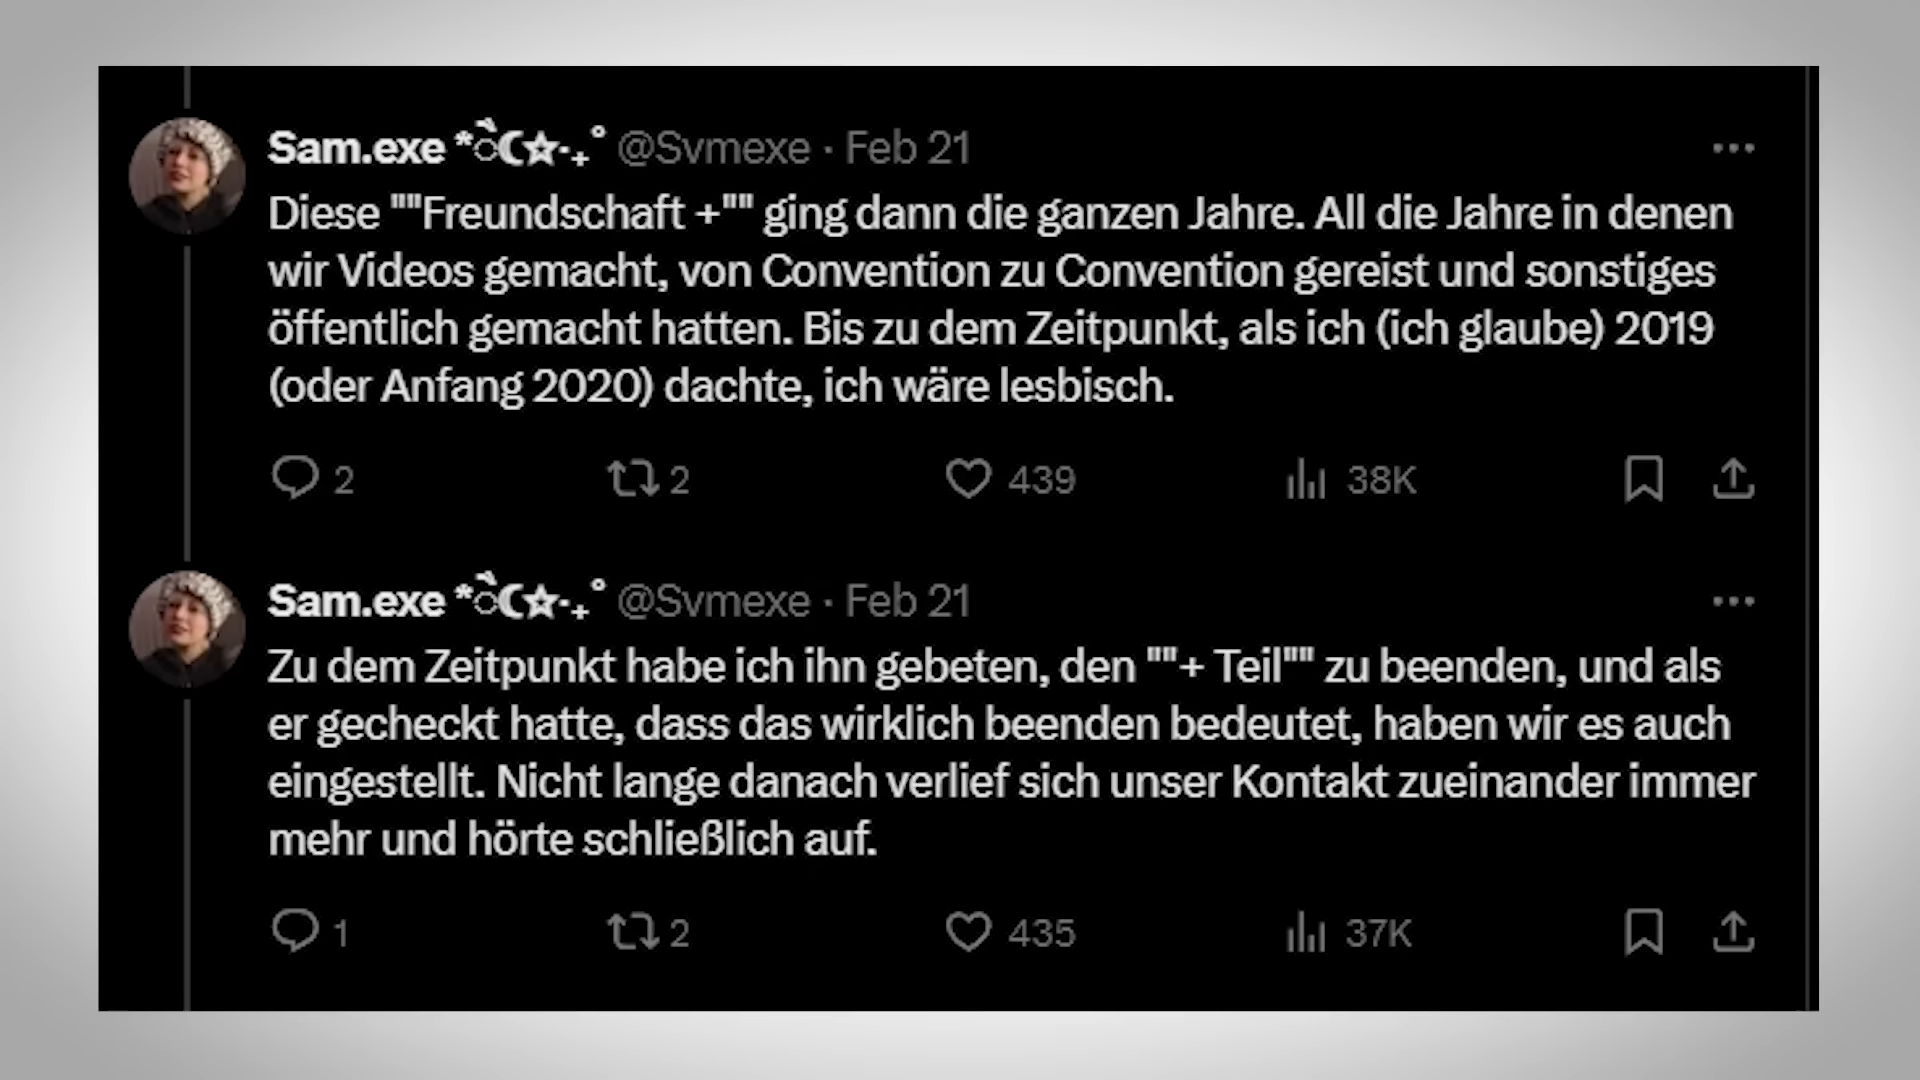 Sam.exe *ੈ☾☆‧₊˚ @Svmexe · Feb 21
Diese ""Freundschaft +"" ging dann die ganzen Jahre. All die Jahre in denen
wir Videos gemacht, von Convention zu Convention gereist und sonstiges
öffentlich gemacht hatten. Bis zu dem Zeitpunkt, als ich (ich glaube) 2019
(oder Anfang 2020) dachte, ich wäre lesbisch.
2 2 439 38K
Sam.exe *ੈ☾☆‧₊˚ @Svmexe · Feb 21
Zu dem Zeitpunkt habe ich ihn gebeten, den ""+ Teil"" zu beenden, und als
er gecheckt hatte, dass das wirklich beenden bedeutet, haben wir es auch
eingestellt. Nicht lange danach verlief sich unser Kontakt zueinander immer
mehr und hörte schließlich auf.
1 2 435 37K